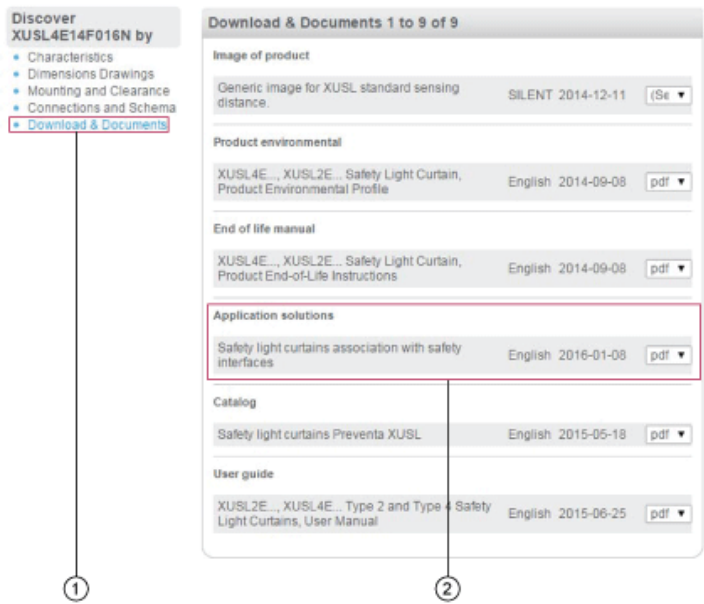 Discover
XUSL4E14F016N by
Characteristics
Dimensions Drawings
Mounting and Clearance
Connections and Schema
Download & Documents
Download & Documents 1 to 9 of 9
Image of product
Generic image for XUSL standard sensing
distance.
SILENT 2014-12-11 (Se
Product environmental
XUSL4E..., XUSL2E... Safety Light Curtain,
Product Environmental Profile
English 2014-09-08 pdf
End of life manual
XUSL4E..., XUSL2E... Safety Light Curtain,
Product End-of-Life Instructions
English 2014-09-08 pdf
Application solutions
Safety light curtains association with safety
interfaces
English 2016-01-08 pdf
Catalog
Safety light curtains Preventa XUSL
English 2015-05-18 pdf
User guide
XUSL2E..., XUSL4E... Type 2 and Type 4 Safety
Light Curtains, User Manual
English 2015-06-25 pdf
1
2